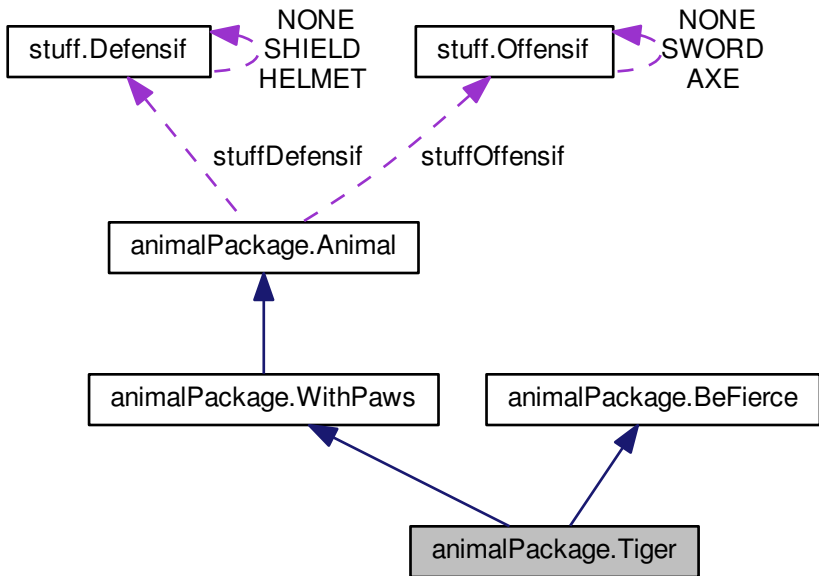 NONE
stuff.Defensif
SHIELD
HELMET
NONE
stuff.Offensif
SWORD
AXE
stuffDefensif
stuffOffensif
animalPackage.Animal
animalPackage.WithPaws
animalPackage.BeFierce
animalPackage.Tiger